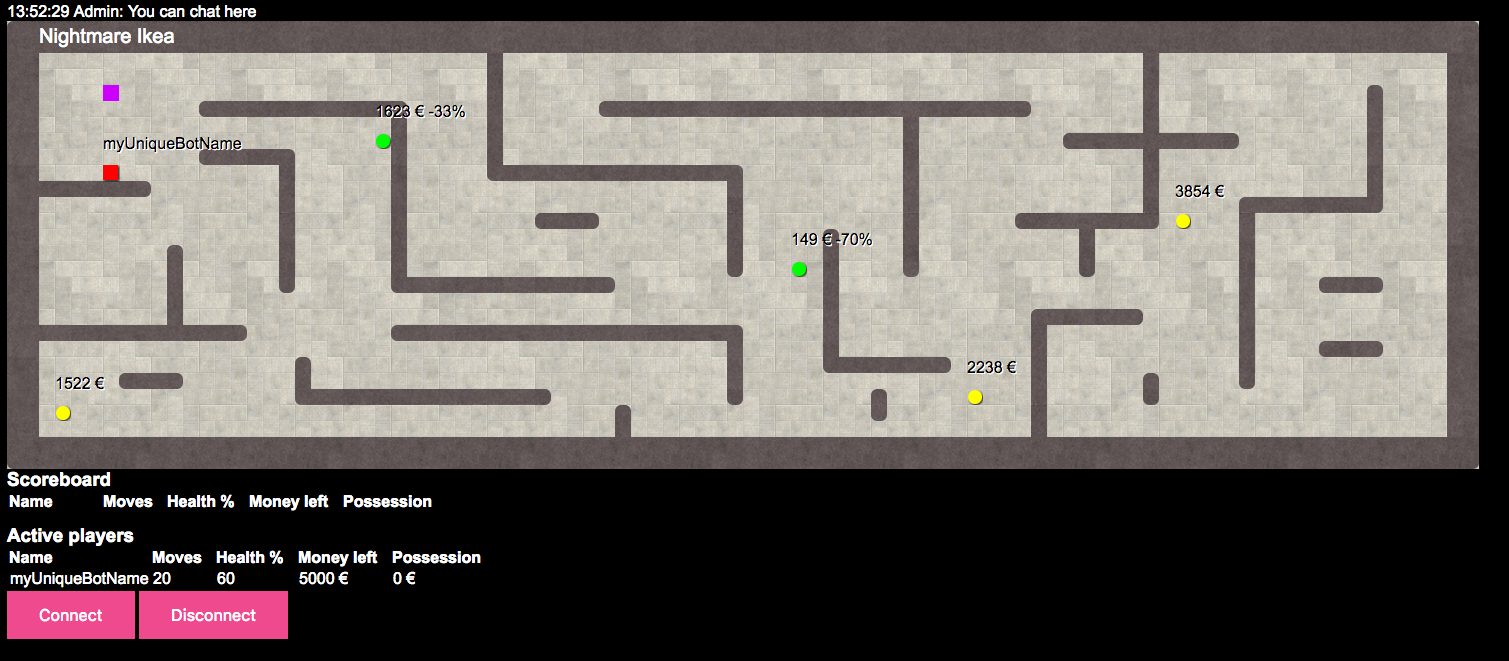 13:52:29 Admin: You can chat here
Nightmare Ikea
1623 € -33%
myUniqueBotName
3854 €
149 € -70%
2238 €
1522 €
Scoreboard
Name Moves Health % Money left Possession
Active players
Name Moves Health % Money left Possession
myUniqueBotName 20 60 5000 € 0 €
Connect Disconnect